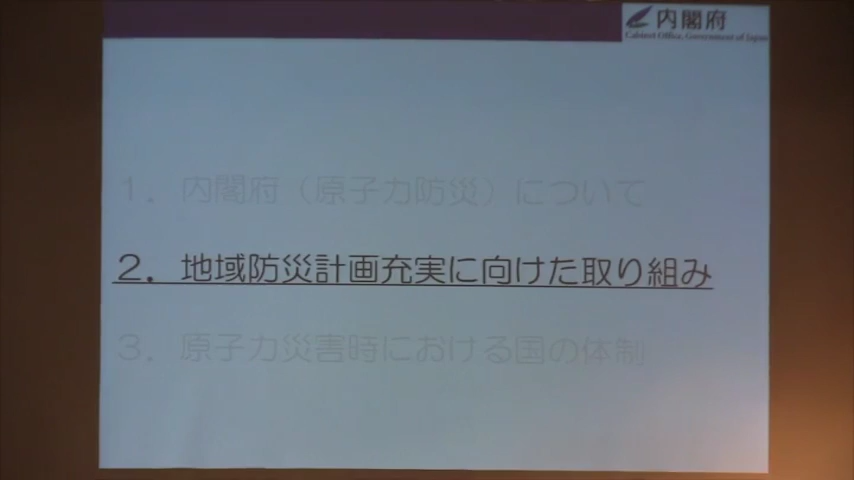 内閣府
Cabinet Office, Government of Japan
１．内閣府（原子力防災）について
２．地域防災計画充実に向けた取り組み
３．原子力災害時における国の体制